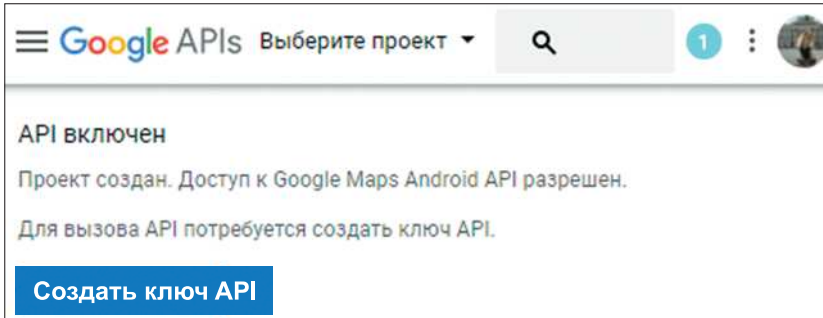 Google APIs Выберите проект 1
API включен
Проект создан. Доступ к Google Maps Android API разрешен.
Для вызова API потребуется создать ключ API.
Создать ключ API